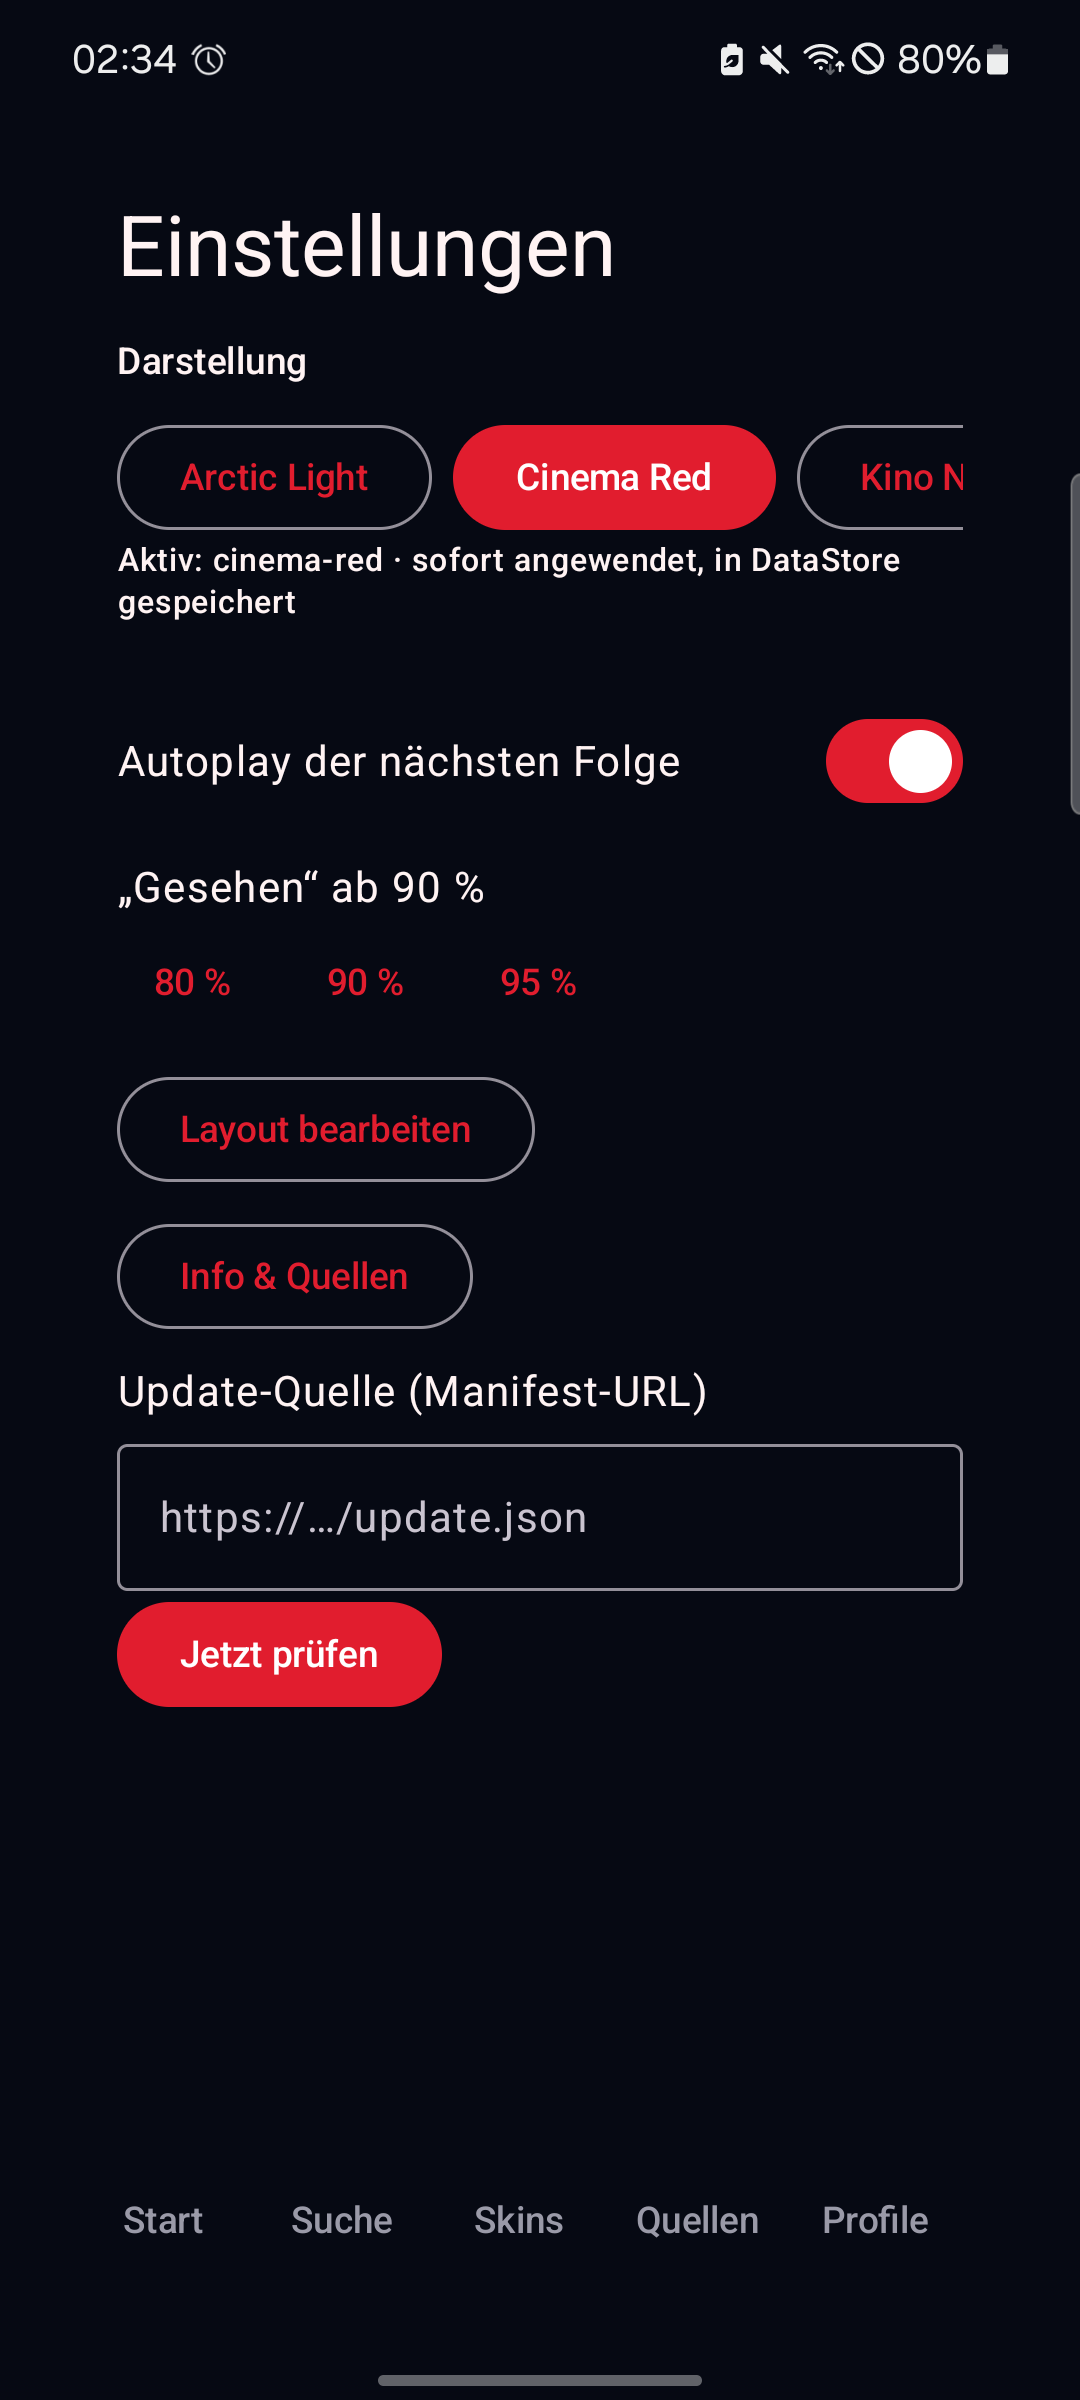 02:34
80%
Einstellungen
Darstellung
Arctic Light
Cinema Red
Kino N
Aktiv: cinema-red · sofort angewendet, in DataStore
gespeichert
Autoplay der nächsten Folge
„Gesehen“ ab 90 %
80 %
90 %
95 %
Layout bearbeiten
Info & Quellen
Update-Quelle (Manifest-URL)
https://…/update.json
Jetzt prüfen
Start
Suche
Skins
Quellen
Profile